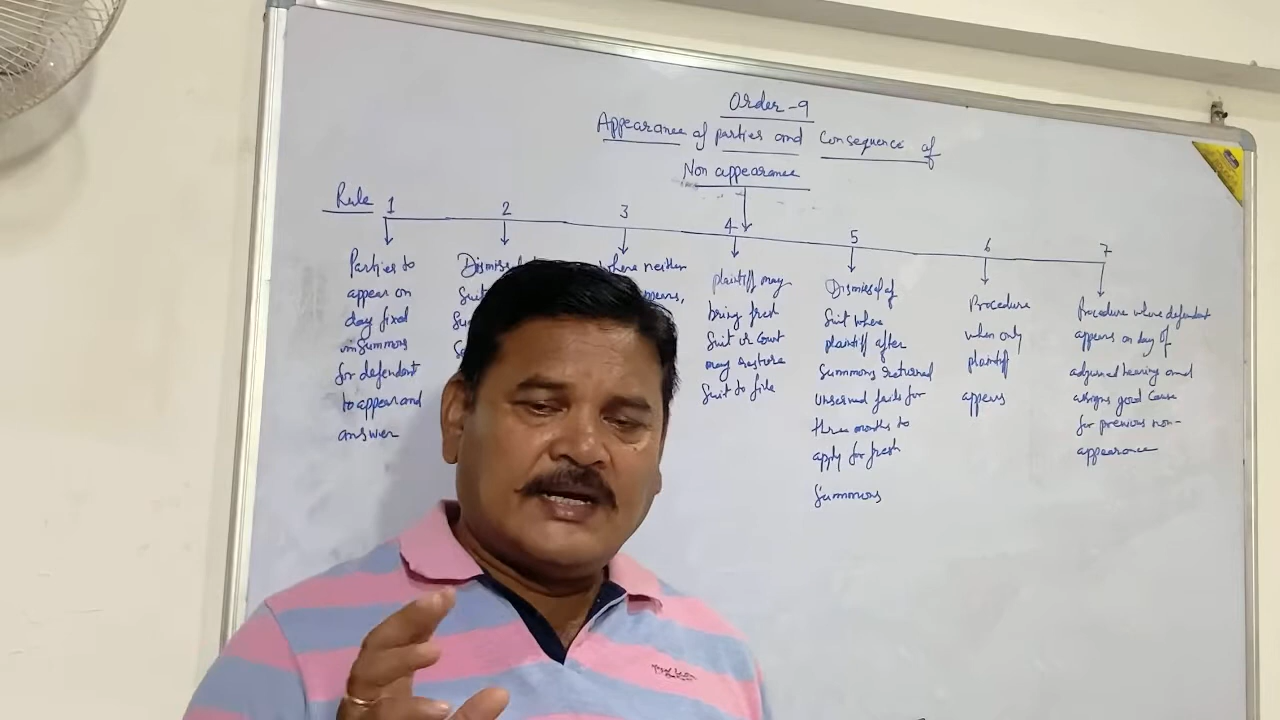 Order-9
Appearance of parties and Consequence of
Non appearance
Rule 1 2 3 4 5 6 7
Parties to
appear on
day fixed
in summons
for defendant
to appear and
answer
Dismissal
Suit
where neither
appears,
plaintiff may
bring fresh
Suit or Court
may restore
Suit to file
Dismissal of
Suit where
plaintiff after
Summons returned
unserved fails for
three months to
apply for fresh
Summons
Procedure
when only
plaintiff
appears
Procedure where defendant
appears on day of
adjurned hearing and
assigns good cause
for previous non-
appearance